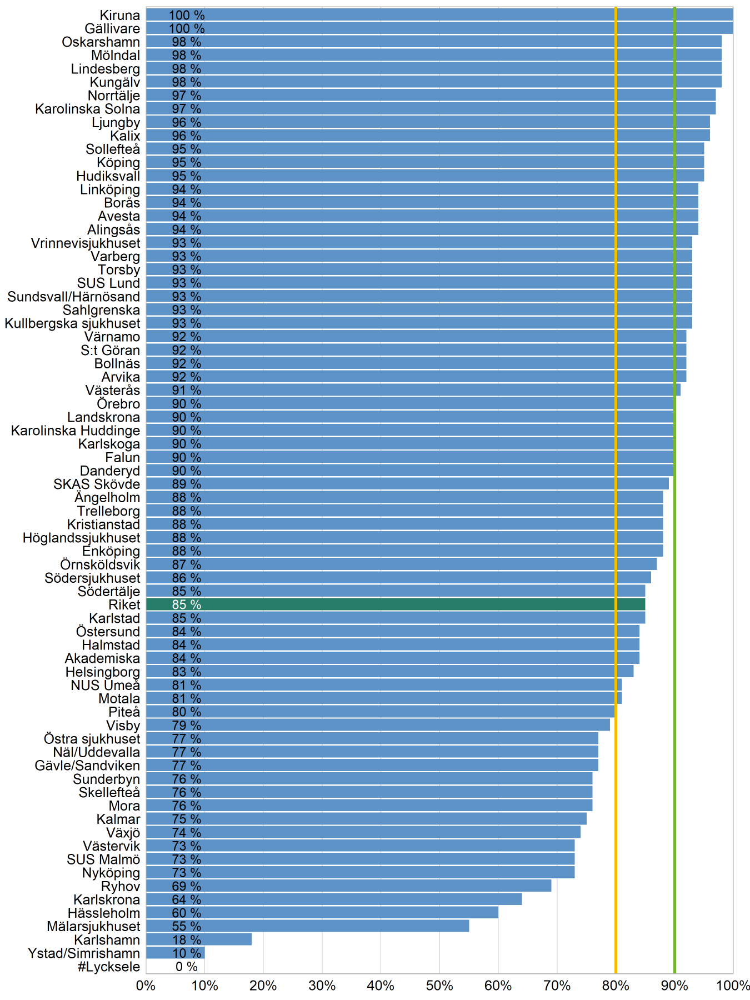 Kiruna 100 %
Gällivare 100 %
Oskarshamn 98 %
Mölndal 98 %
Lindesberg 98 %
Kungälv 98 %
Norrtälje 97 %
Karolinska Solna 97 %
Ljungby 96 %
Kalix 96 %
Sollefteå 95 %
Köping 95 %
Hudiksvall 95 %
Linköping 94 %
Borås 94 %
Avesta 94 %
Alingsås 94 %
Vrinnevisjukhuset 93 %
Varberg 93 %
Torsby 93 %
SUS Lund 93 %
Sundsvall/Härnösand 93 %
Sahlgrenska 93 %
Kullbergska sjukhuset 93 %
Värnamo 92 %
S:t Göran 92 %
Bollnäs 92 %
Arvika 92 %
Västerås 91 %
Örebro 90 %
Landskrona 90 %
Karolinska Huddinge 90 %
Karlskoga 90 %
Falun 90 %
Danderyd 90 %
SKAS Skövde 89 %
Ängelholm 88 %
Trelleborg 88 %
Kristianstad 88 %
Höglandssjukhuset 88 %
Enköping 88 %
Örnsköldsvik 87 %
Södersjukhuset 86 %
Södertälje 85 %
Riket 85 %
Karlstad 85 %
Östersund 84 %
Halmstad 84 %
Akademiska 84 %
Helsingborg 83 %
NUS Umeå 81 %
Motala 81 %
Piteå 80 %
Visby 79 %
Östra sjukhuset 77 %
Näl/Uddevalla 77 %
Gävle/Sandviken 77 %
Sunderbyn 76 %
Skellefteå 76 %
Mora 76 %
Kalmar 75 %
Växjö 74 %
Västervik 73 %
SUS Malmö 73 %
Nyköping 73 %
Ryhov 69 %
Karlskrona 64 %
Hässleholm 60 %
Mälarsjukhuset 55 %
Karlshamn 18 %
Ystad/Simrishamn 10 %
#Lycksele 0 %
0% 10% 20% 30% 40% 50% 60% 70% 80% 90% 100%